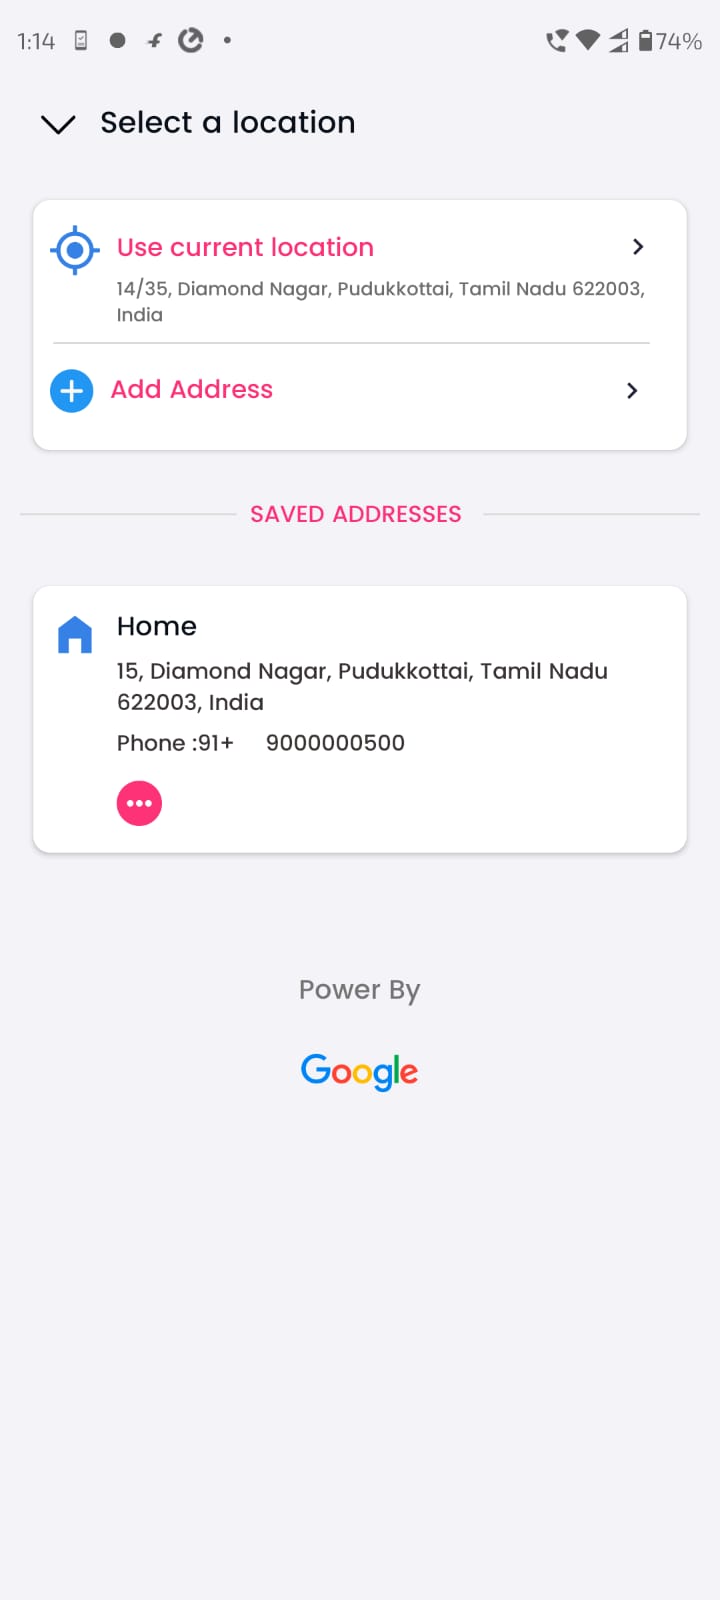 1:14
74%
Select a location
Use current location
14/35, Diamond Nagar, Pudukkottai, Tamil Nadu 622003,
India
Add Address
SAVED ADDRESSES
Home
15, Diamond Nagar, Pudukkottai, Tamil Nadu
622003, India
Phone :91+ 9000000500
Power By
Google